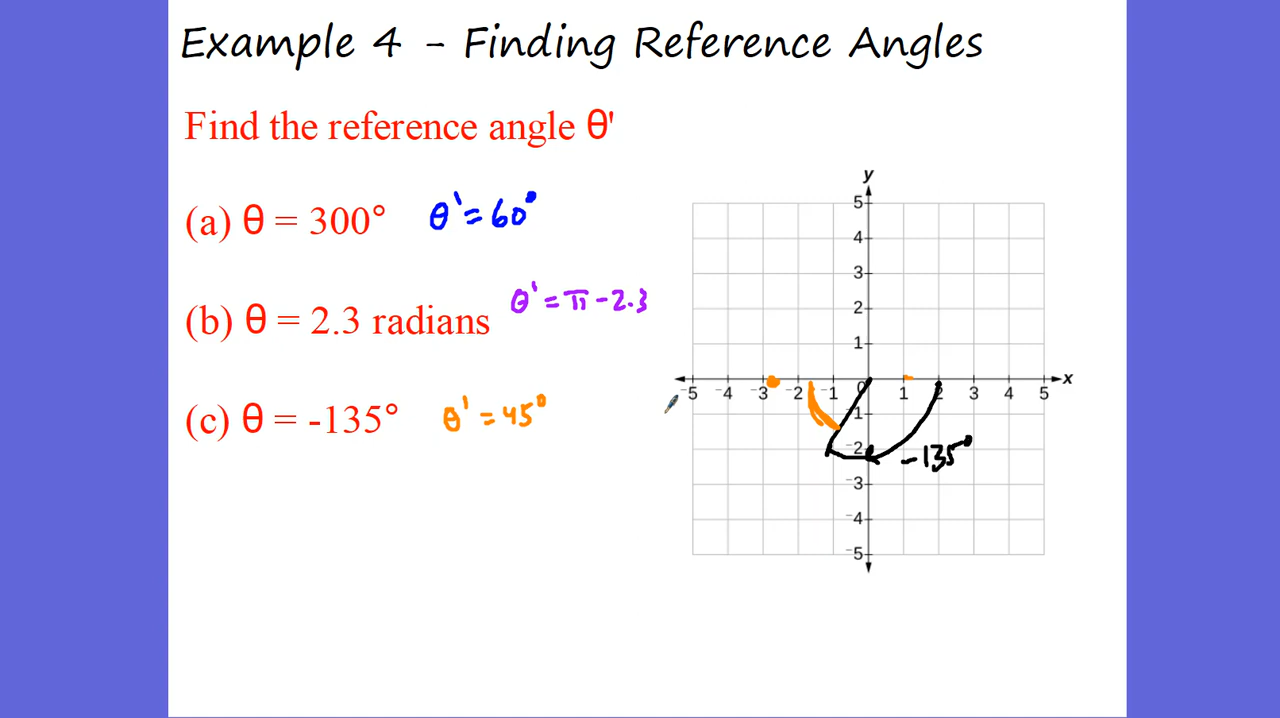 Example 4 - Finding Reference Angles
Find the reference angle θ'
(a) θ = 300° θ' = 60°
(b) θ = 2.3 radians θ' = π - 2.3
(c) θ = -135° θ' = 45°
y
5
4
3
2
1
-5 -4 -3 -2 -1 0 1 2 3 4 5 x
-1
-2
-135°
-3
-4
-5